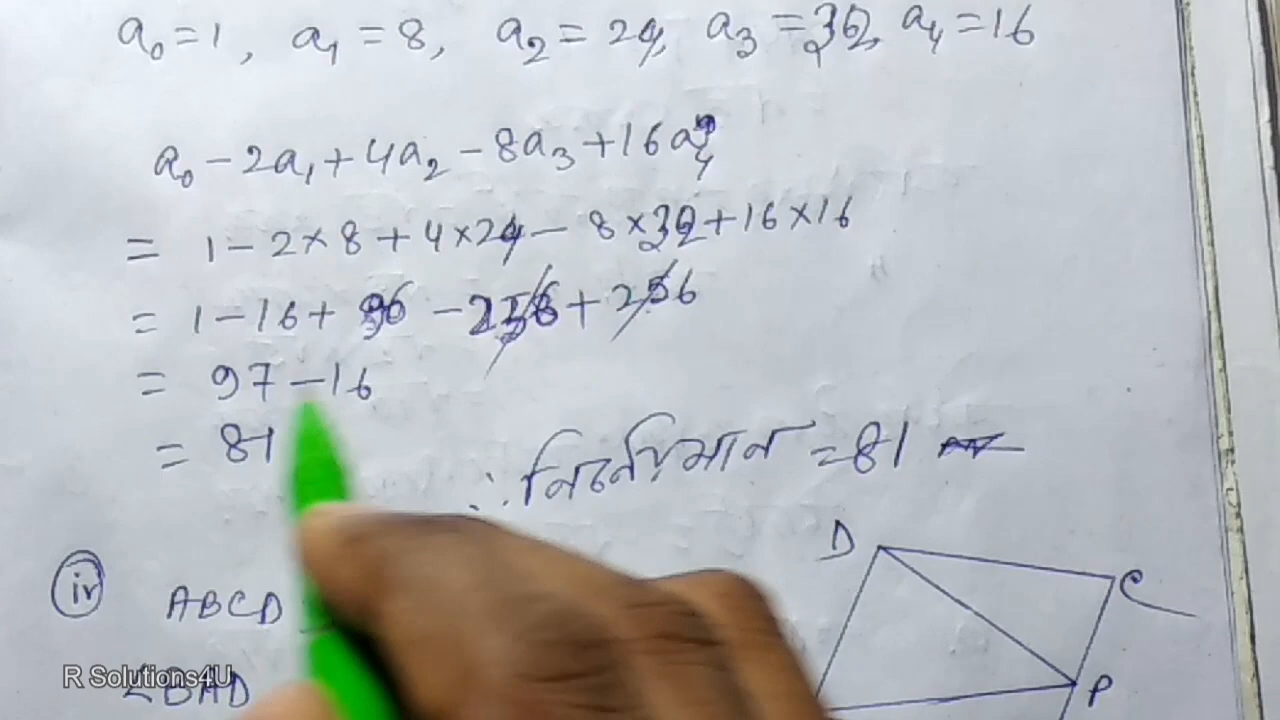 a₀ = 1, a₁ = 8, a₂ = 24, a₃ = 32, a₄ = 16
a₀ - 2a₁ + 4a₂ - 8a₃ + 16a₄
= 1 - 2 × 8 + 4 × 24 - 8 × 32 + 16 × 16
= 1 - 16 + 96 - 256 + 256
= 97 - 16
= 81
∴ নির্নেয় মান = 81
D
C
(iv) ABCD
R Solutions4U
∠BAD
P